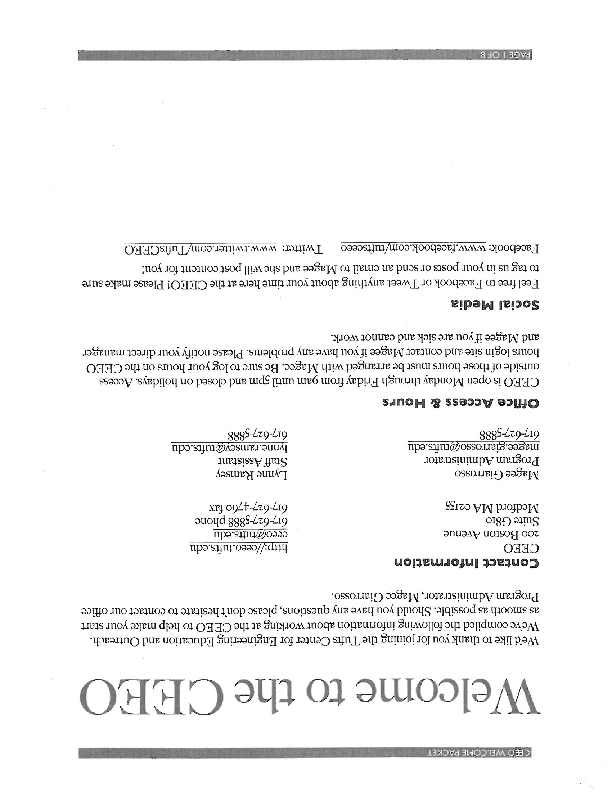 CEEO WELCOME PACKET
Welcome to the CEEO
We'd like to thank you for joining the Tufts Center for Engineering Education and Outreach.
We've compiled the following information about working at the CEEO to help make your start
as smooth as possible. Should you have any questions, please don't hesitate to contact our office
Program Administrator, Magee Giarrosso.
Contact Information
CEEO
200 Boston Avenue
Suite G810
Medford MA 02155
http://ceeo.tufts.edu
ceeo@tufts.edu
617-627-5888 phone
617-627-4760 fax
Magee Giarrosso
Program Administrator
magee.giarrosso@tufts.edu
617-627-5888
Lynne Ramsey
Staff Assistant
lynne.ramsey@tufts.edu
617-627-5888
Office Access & Hours
CEEO is open Monday through Friday from 9am until 5pm and closed on holidays. Access
outside of those hours must be arranged with Magee. Be sure to log your hours on the CEEO
hours login site and contact Magee if you have any problems. Please notify your direct manager
and Magee if you are sick and cannot work.
Social Media
Feel free to Facebook or Tweet anything about your time here at the CEEO! Please make sure
to tag us in your posts or send an email to Magee and she will post content for you!
Facebook: www.facebook.com/tuftsceeo Twitter: www.twitter.com/TuftsCEEO
PAGE 1 OF 8